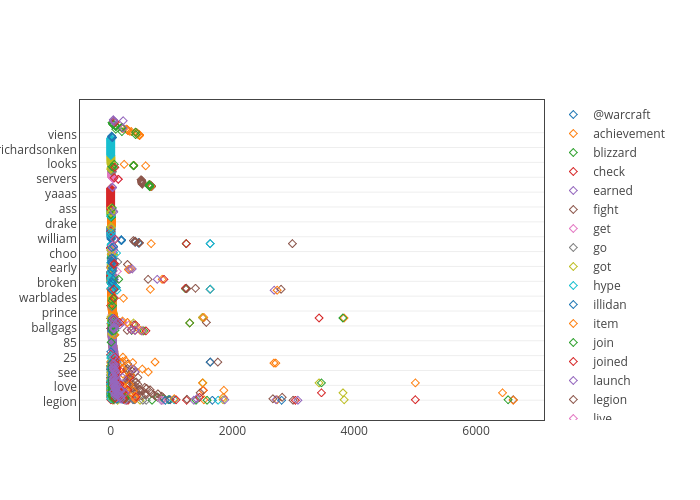 viens
richardsonken
looks
servers
yaaas
ass
drake
william
choo
early
broken
warblades
prince
ballgags
85
25
see
love
legion
0
2000
4000
6000
@warcraft
achievement
blizzard
check
earned
fight
get
go
got
hype
illidan
item
join
joined
launch
legion
live